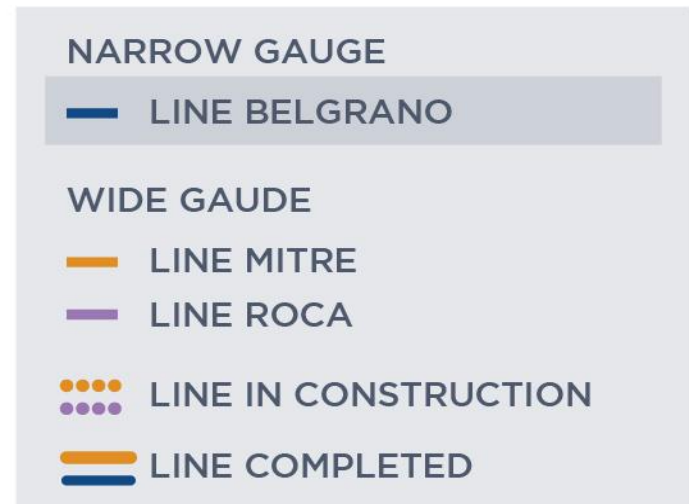 NARROW GAUGE
LINE BELGRANO
WIDE GAUDE
LINE MITRE
LINE ROCA
LINE IN CONSTRUCTION
LINE COMPLETED